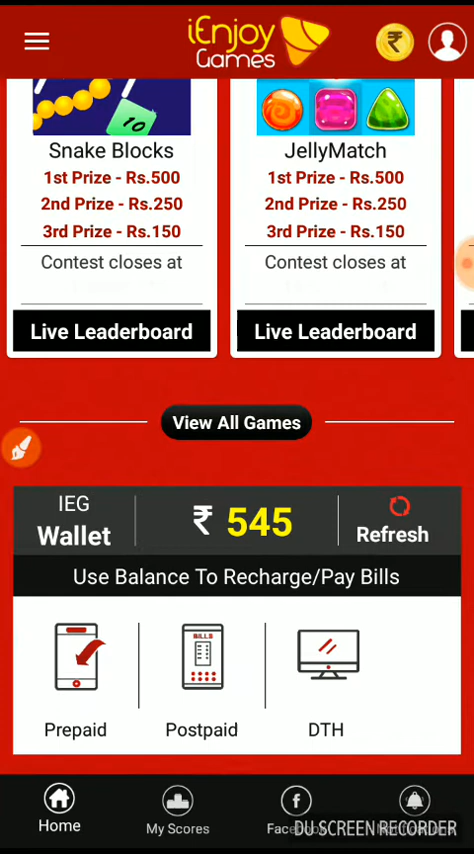 iEnjoy
Games
10
Snake Blocks
1st Prize - Rs.500
2nd Prize - Rs.250
3rd Prize - Rs.150
Contest closes at
Live Leaderboard
JellyMatch
1st Prize - Rs.500
2nd Prize - Rs.250
3rd Prize - Rs.150
Contest closes at
Live Leaderboard
View All Games
IEG
Wallet
₹ 545
Refresh
Use Balance To Recharge/Pay Bills
BILLS
Prepaid
Postpaid
DTH
Home
My Scores
DU SCREEN RECORDER